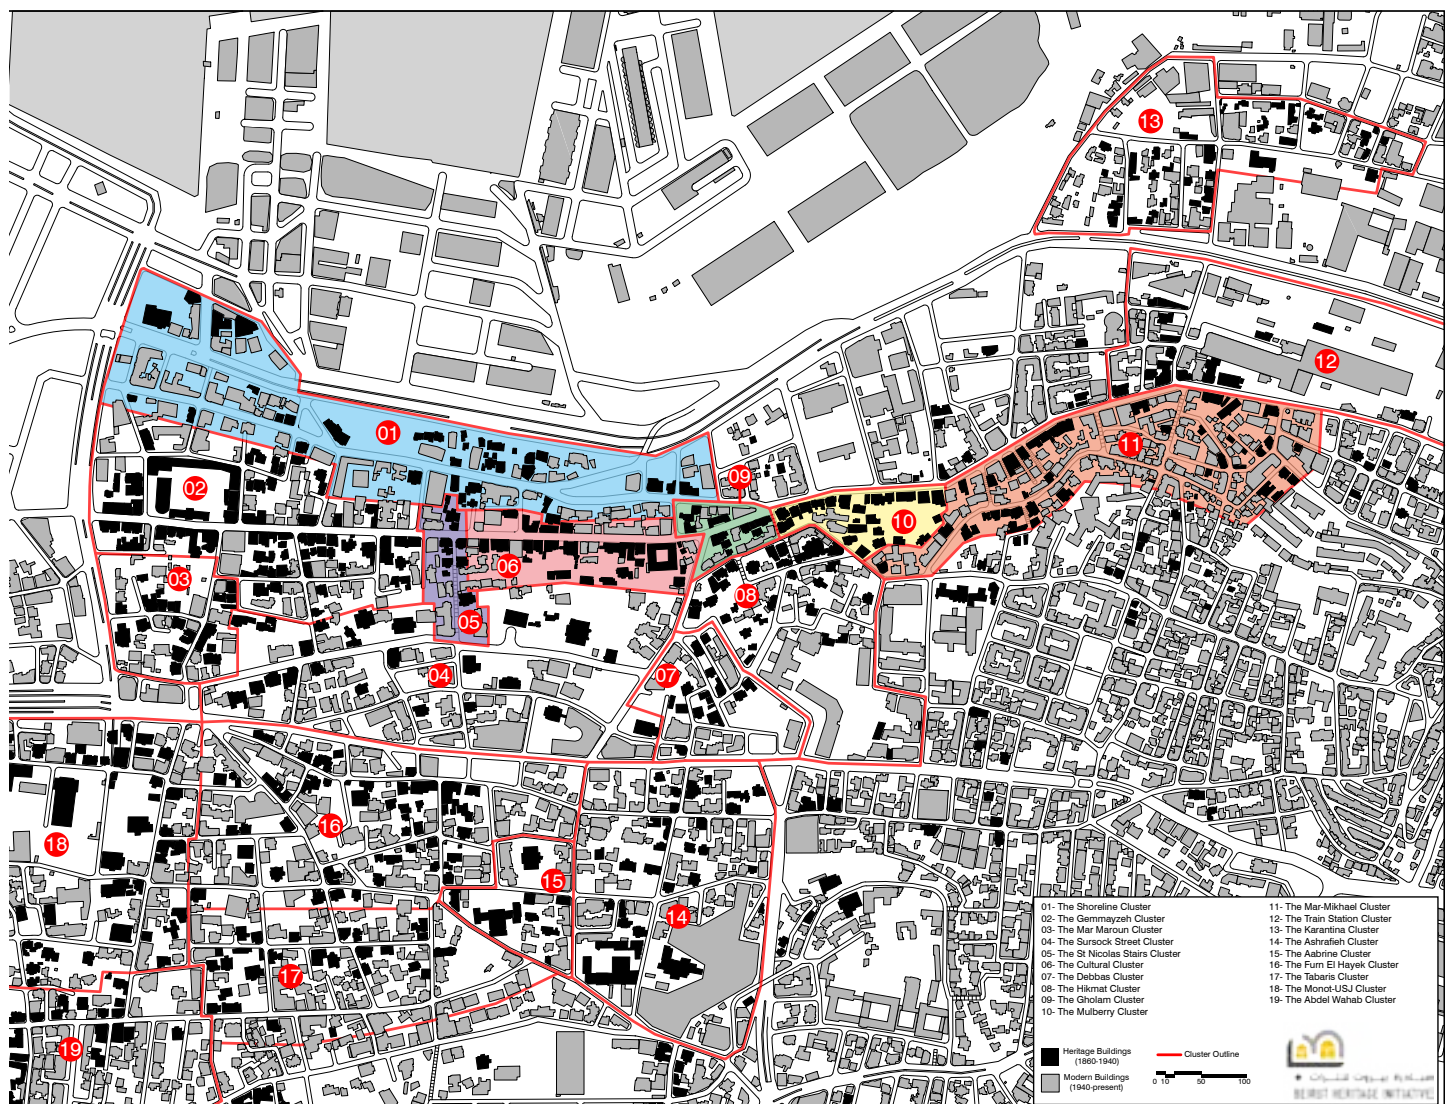 13
12
01
11
02
09
10
03
06
08
05
04
07
16
18
15
14
17
19
01- The Shoreline Cluster
02- The Gemmayzeh Cluster
03- The Mar Maroun Cluster
04- The Sursock Street Cluster
05- The St Nicolas Stairs Cluster
06- The Cultural Cluster
07- The Debbas Cluster
08- The Hikmat Cluster
09- The Gholam Cluster
10- The Mulberry Cluster
11- The Mar-Mikhael Cluster
12- The Train Station Cluster
13- The Karantina Cluster
14- The Ashrafieh Cluster
15- The Aabrine Cluster
16- The Furn El Hayek Cluster
17- The Tabaris Cluster
18- The Monot-USJ Cluster
19- The Abdel Wahab Cluster
Heritage Buildings
(1860-1940)
Modern Buildings
(1940-present)
Cluster Outline
0 10 50 100
BEIRUT HERITAGE INITIATIVE